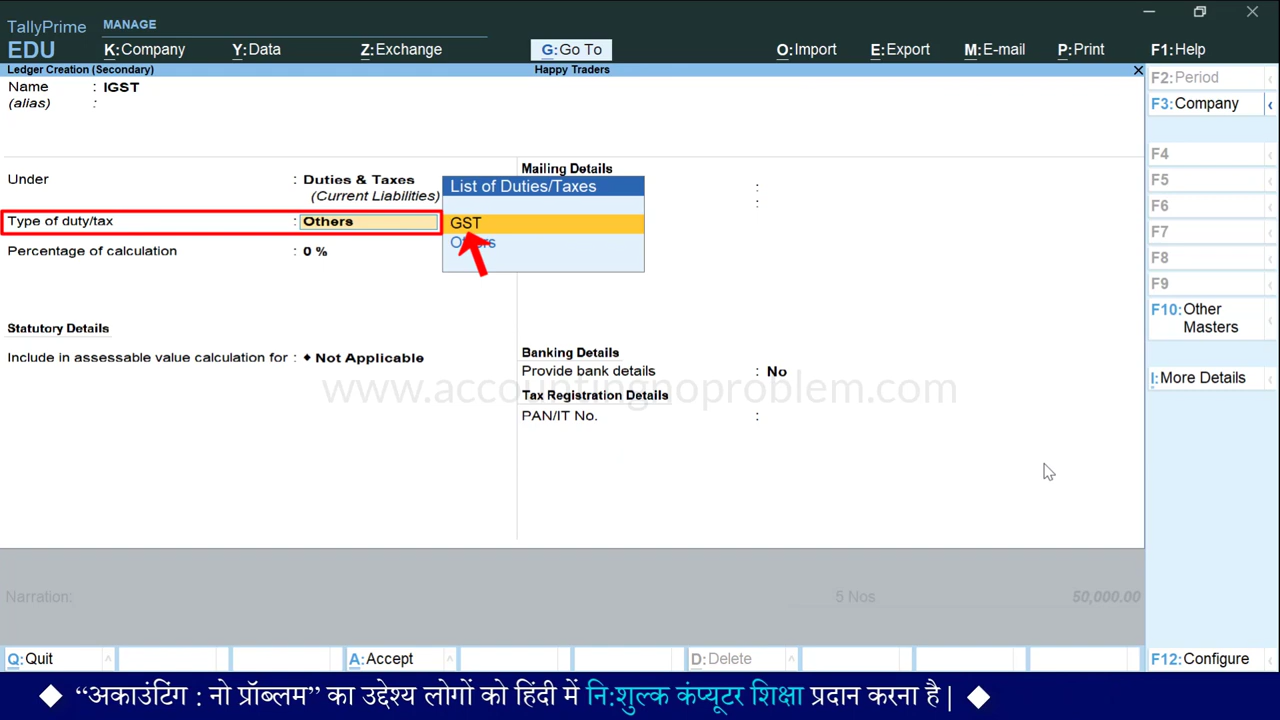 TallyPrime MANAGE
EDU K:Company Y:Data Z:Exchange G:Go To O:Import E:Export M:E-mail P:Print F1:Help
Ledger Creation (Secondary) Happy Traders
Name : IGST
(alias) :
Under : Duties & Taxes
(Current Liabilities)
Type of duty/tax : Others
Percentage of calculation : 0 %
Statutory Details
Include in assessable value calculation for : ♦ Not Applicable
Mailing Details
List of Duties/Taxes
GST
Others
:
:
Banking Details
Provide bank details : No
Tax Registration Details
PAN/IT No. :
www.accountingnoproblem.com
F2:Period
F3:Company
F4
F5
F6
F7
F8
F9
F10:Other
Masters
I:More Details
Narration: 5 Nos 50,000.00
Q:Quit A:Accept D:Delete F12:Configure
◆ “अकाउंटिंग : नो प्रॉब्लम” का उद्देश्य लोगों को हिंदी में नि:शुल्क कंप्यूटर शिक्षा प्रदान करना है | ◆